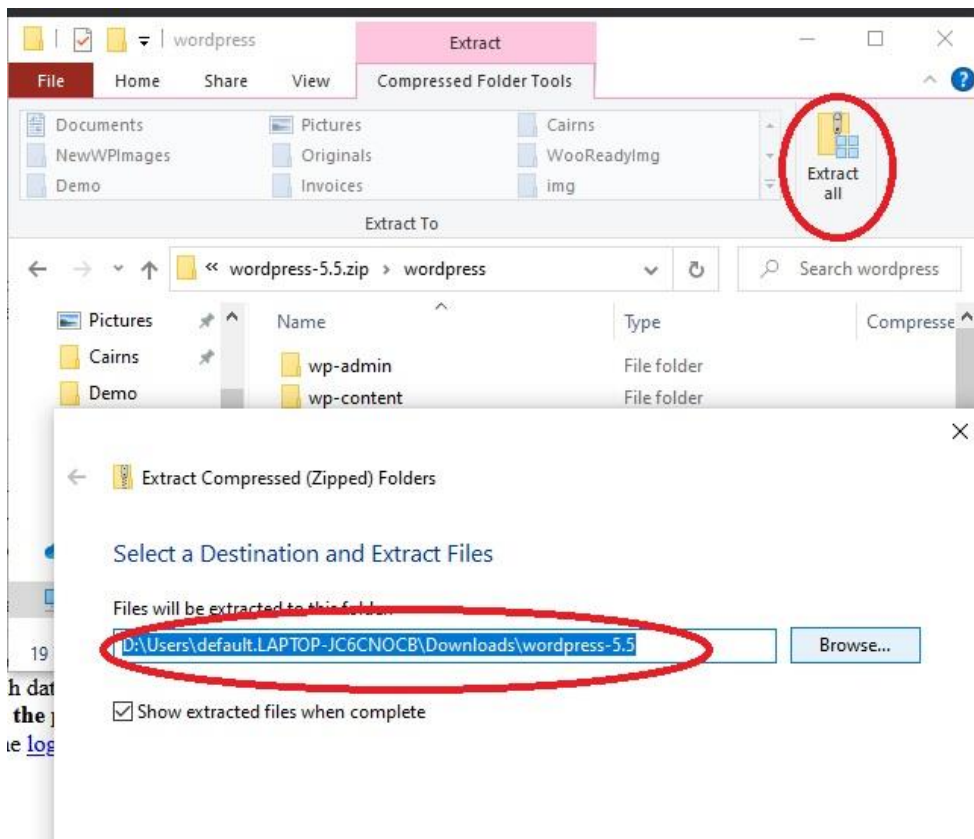 wordpress
Extract
File Home Share View Compressed Folder Tools
Documents Pictures Cairns
NewWPImages Originals WooReadyImg
Demo Invoices img
Extract all
Extract To
« wordpress-5.5.zip › wordpress
Search wordpress
Pictures
Cairns
Demo
Name Type Compresse
wp-admin File folder
wp-content File folder
Extract Compressed (Zipped) Folders
Select a Destination and Extract Files
Files will be extracted to this folder:
D:\Users\default.LAPTOP-JC6CNOCB\Downloads\wordpress-5.5
Browse...
Show extracted files when complete
19
h dat
the
log